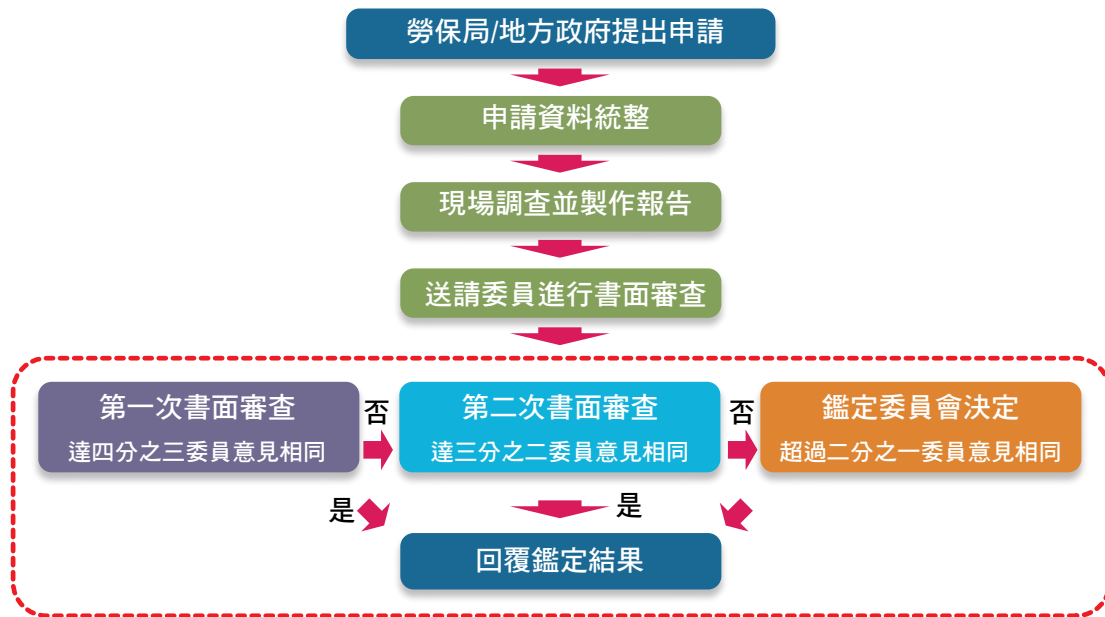 勞保局/地方政府提出申請
申請資料統整
現場調查並製作報告
送請委員進行書面審查
第一次書面審查
達四分之三委員意見相同
否
第二次書面審查
達三分之二委員意見相同
否
鑑定委員會決定
超過二分之一委員意見相同
是
是
回覆鑑定結果